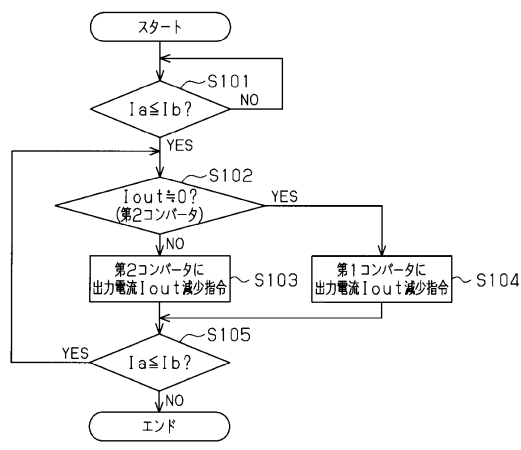 スタート
S101
Ia≦Ib?
NO
YES
S102
Iout≒0?
(第2コンバータ)
YES
NO
第2コンバータに
出力電流Iout減少指令
S103
第1コンバータに
出力電流Iout減少指令
S104
S105
YES
Ia≦Ib?
NO
エンド